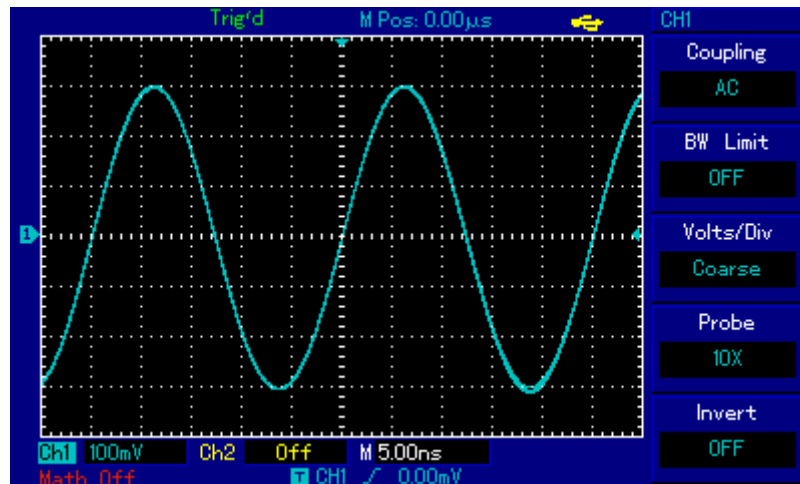 Trig'd M Pos: 0.00μs CH1
Coupling
AC
BW Limit
OFF
Volts/Div
Coarse
Probe
10X
Invert
OFF
1
Ch1 100mV Ch2 Off M 5.00ns
Math Off T CH1 0.00mV